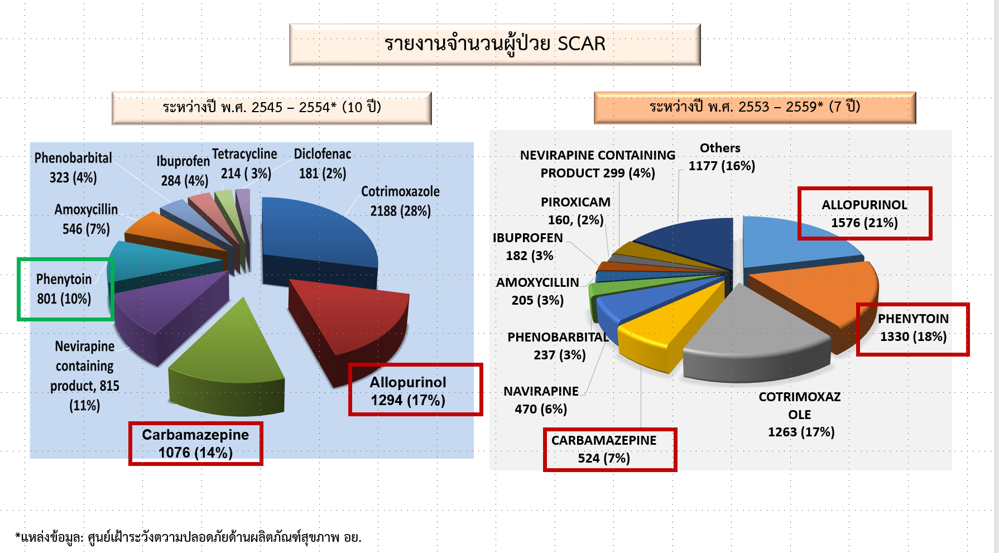 รายงานจำนวนผู้ป่วย SCAR
ระหว่างปี พ.ศ. 2545 – 2554* (10 ปี)
Phenobarbital
323 (4%)
Ibuprofen
284 (4%)
Tetracycline
214 ( 3%)
Diclofenac
181 (2%)
Cotrimoxazole
2188 (28%)
Amoxycillin
546 (7%)
Phenytoin
801 (10%)
Nevirapine
containing
product, 815
(11%)
Allopurinol
1294 (17%)
Carbamazepine
1076 (14%)
ระหว่างปี พ.ศ. 2553 – 2559* (7 ปี)
NEVIRAPINE CONTAINING
PRODUCT 299 (4%)
Others
1177 (16%)
PIROXICAM
160, (2%)
ALLOPURINOL
1576 (21%)
IBUPROFEN
182 (3%
AMOXYCILLIN
205 (3%)
PHENYTOIN
1330 (18%)
PHENOBARBITAL
237 (3%)
NAVIRAPINE
470 (6%)
COTRIMOXAZ
OLE
1263 (17%)
CARBAMAZEPINE
524 (7%)
*แหล่งข้อมูล: ศูนย์เฝ้าระวังตวามปลอดภัยด้านผลิตภัณฑ์สุขภาพ อย.